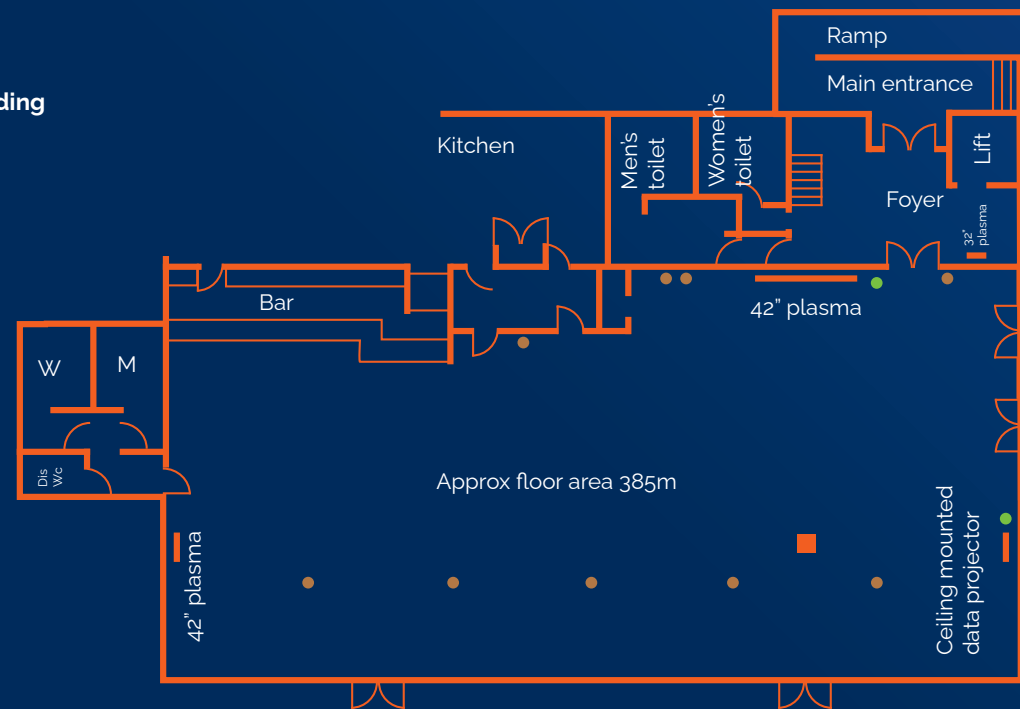 ding
Ramp
Main entrance
Kitchen
Men's
toilet
Women's
toilet
Lift
Foyer
32"
plasma
Bar
42” plasma
W
M
Dis
Wc
Approx floor area 385m
42” plasma
Ceiling mounted
data projector